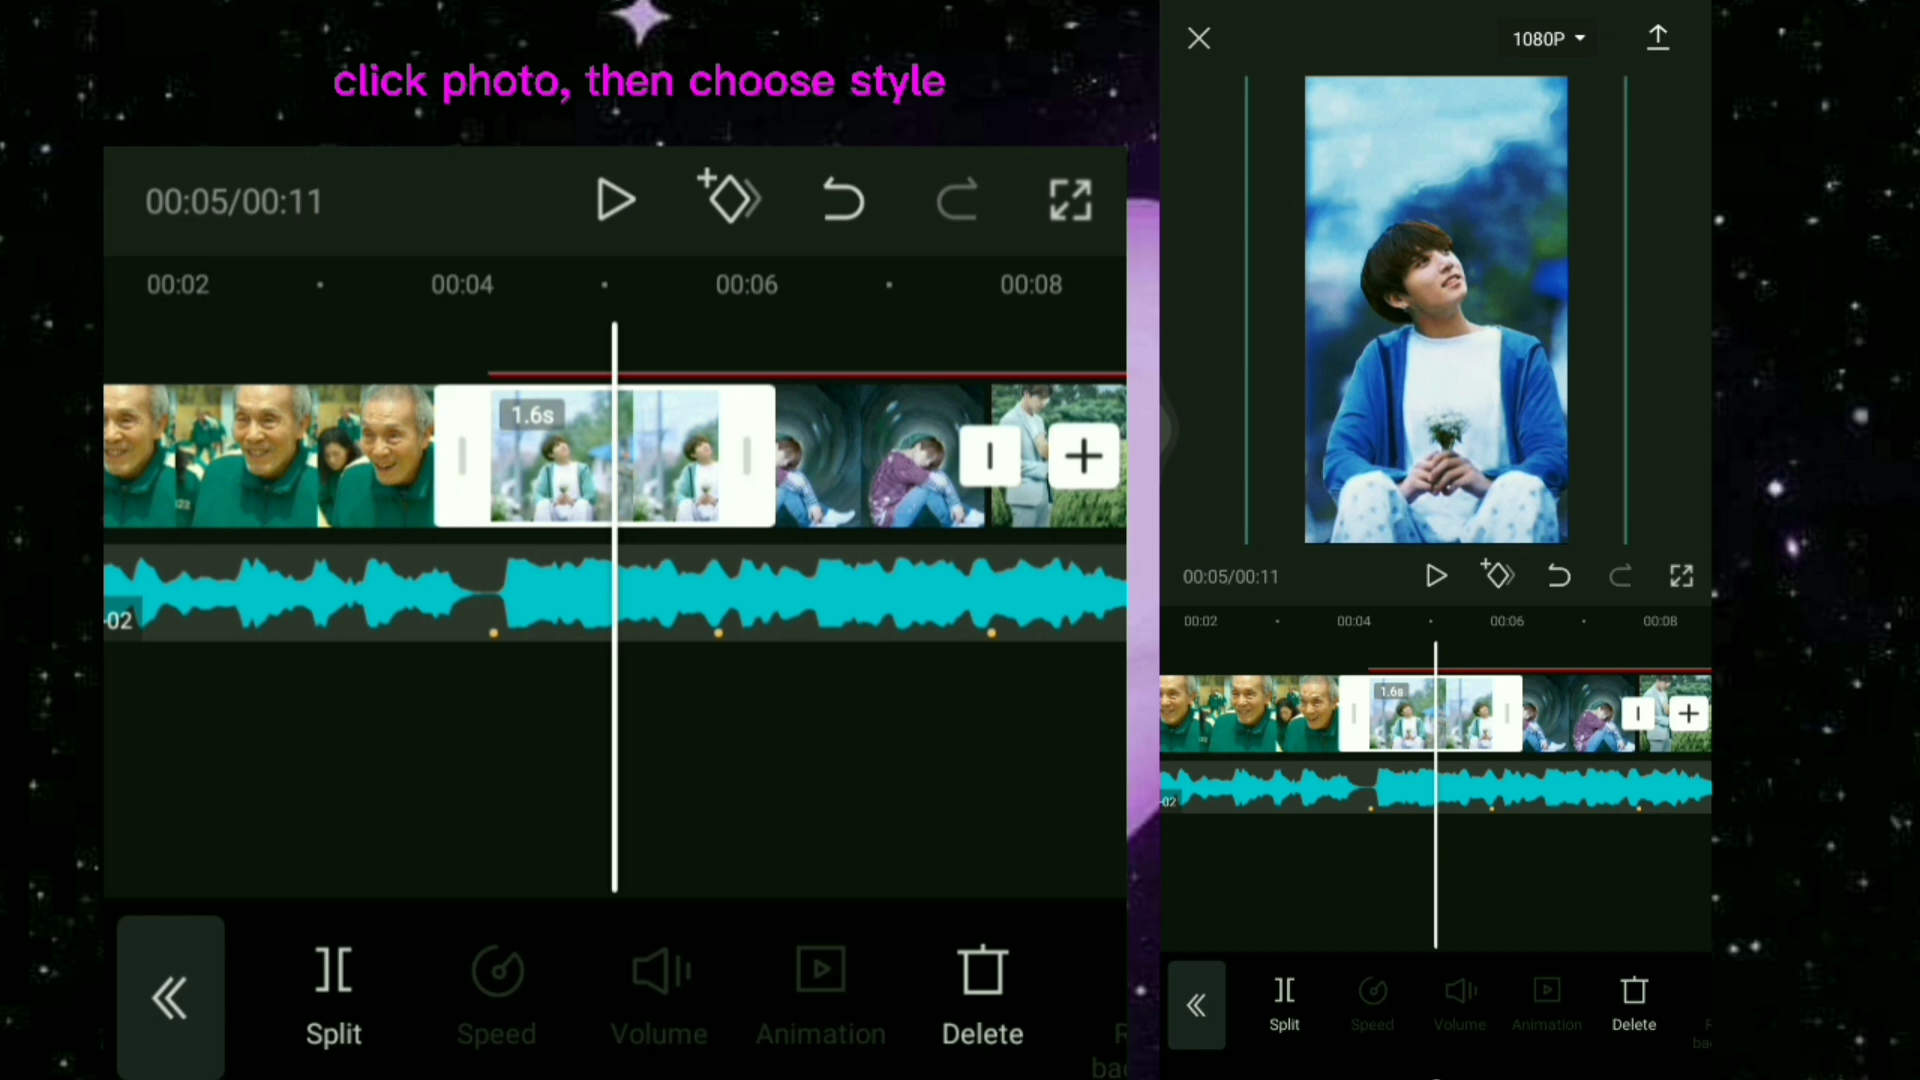 click photo, then choose style
00:05/00:11
00:02
00:04
00:06
00:08
1.6s
-02
Split
Speed
Volume
Animation
Delete
1080P
00:05/00:11
00:02
00:04
00:06
00:08
1.6s
-02
Split
Speed
Volume
Animation
Delete